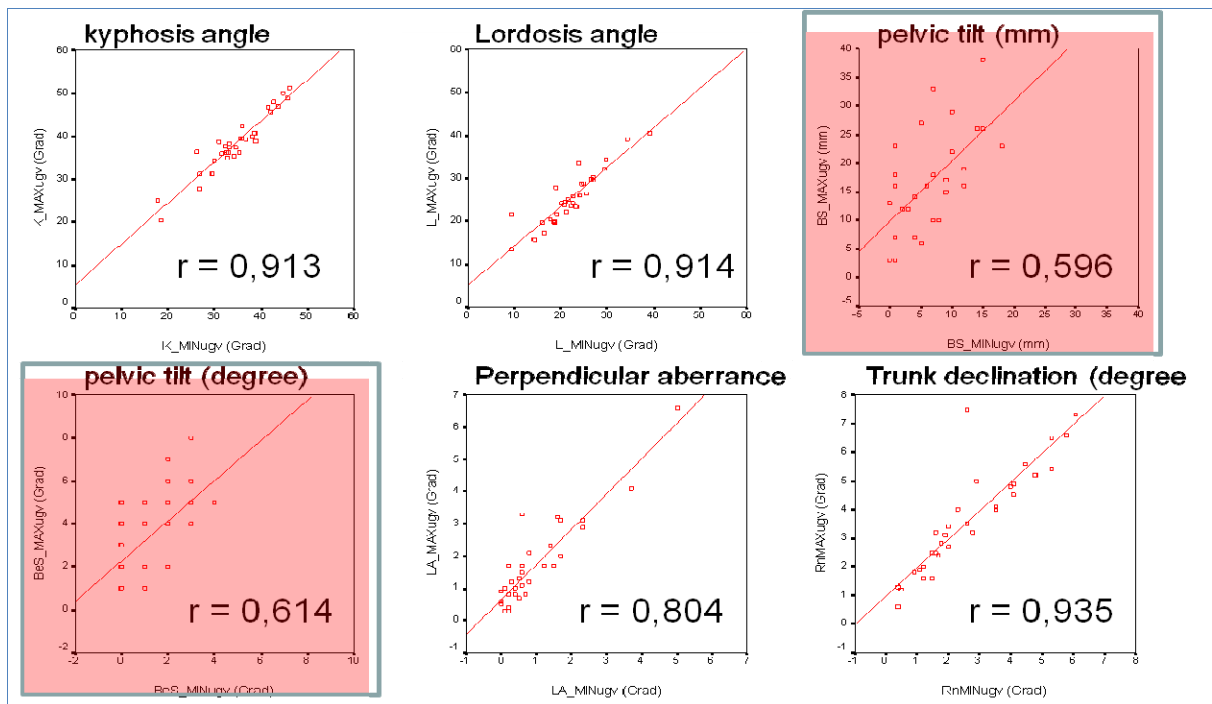 kyphosis angle
K_MAXugv (Grad)
60
50
40
30
20
10
0
r = 0,913
0 10 20 30 40 50 60
K_MINugv (Grad)
Lordosis angle
L_MAXugv (Grad)
60
50
40
30
20
10
0
r = 0,914
0 10 20 30 40 50 60
L_MINugv (Grad)
pelvic tilt (mm)
BS_MAXugv (mm)
40
35
30
25
20
15
10
5
0
-5
r = 0,596
-5 0 5 10 15 20 25 30 35 40
BS_MINugv (mm)
pelvic tilt (degree)
BeS_MAXugv (Grad)
10
8
6
4
2
0
-2
r = 0,614
-2 0 2 4 6 8 10
BeS_MINugv (Grad)
Perpendicular aberrance
LA_MAXugv (Grad)
7
6
5
4
3
2
1
0
-1
r = 0,804
-1 0 1 2 3 4 5 6 7
LA_MINugv (Grad)
Trunk declination (degree
RnMAXugv (Grad)
8
7
6
5
4
3
2
1
0
-1
r = 0,935
-1 0 1 2 3 4 5 6 7 8
RnMINugv (Grad)